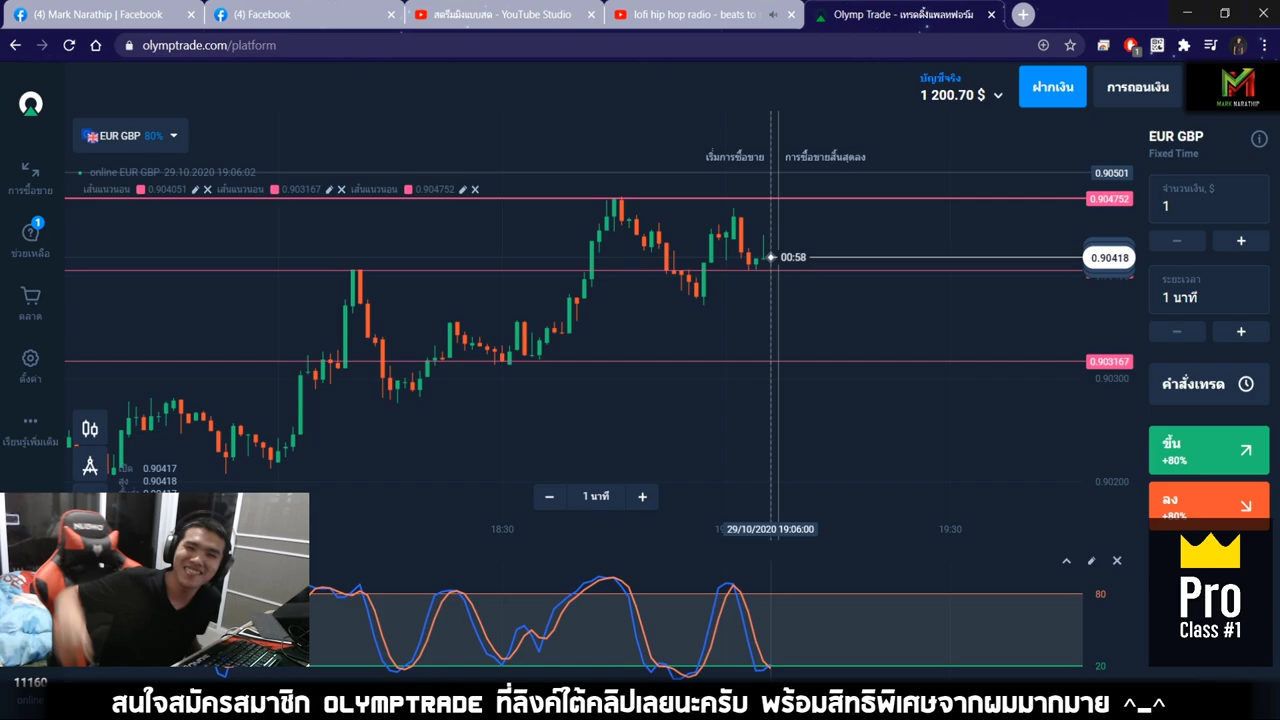 (4) Mark Narathip | Facebook
(4) Facebook
สตรีมมิงแบบสด - YouTube Studio
lofi hip hop radio - beats to
Olymp Trade - เทรดดิ้งแพลทฟอร์ม
olymptrade.com/platform
1
บัญชีจริง
1 200.70 $
ฝากเงิน
การถอนเงิน
MARK NARATHIP
EUR GBP 80%
EUR GBP
Fixed Time
เริ่มการซื้อขาย
การซื้อขายสิ้นสุดลง
online EUR GBP 29.10.2020 19:06:02
เส้นแนวนอน 0.904051
เส้นแนวนอน 0.903167
เส้นแนวนอน 0.904752
0.90501
0.904752
00:58
0.90418
0.903167
0.90300
0.90200
การซื้อขาย
1
ช่วยเหลือ
ตลาด
ตั้งค่า
เรียนรู้เพิ่มเติม
จำนวนเงิน, $
1
ระยะเวลา
1 นาที
คำสั่งเทรด
ขึ้น
+80%
ลง
+80%
เปิด 0.90417
สูง 0.90418
1 นาที
18:30
29/10/2020 19:06:00
19:30
80
20
Pro
Class #1
11160
online
สนใจสมัครสมาชิก OLYMPTRADE ที่ลิงค์ใต้คลิปเลยนะครับ พร้อมสิทธิพิเศษจากผมมากมาย ^_^